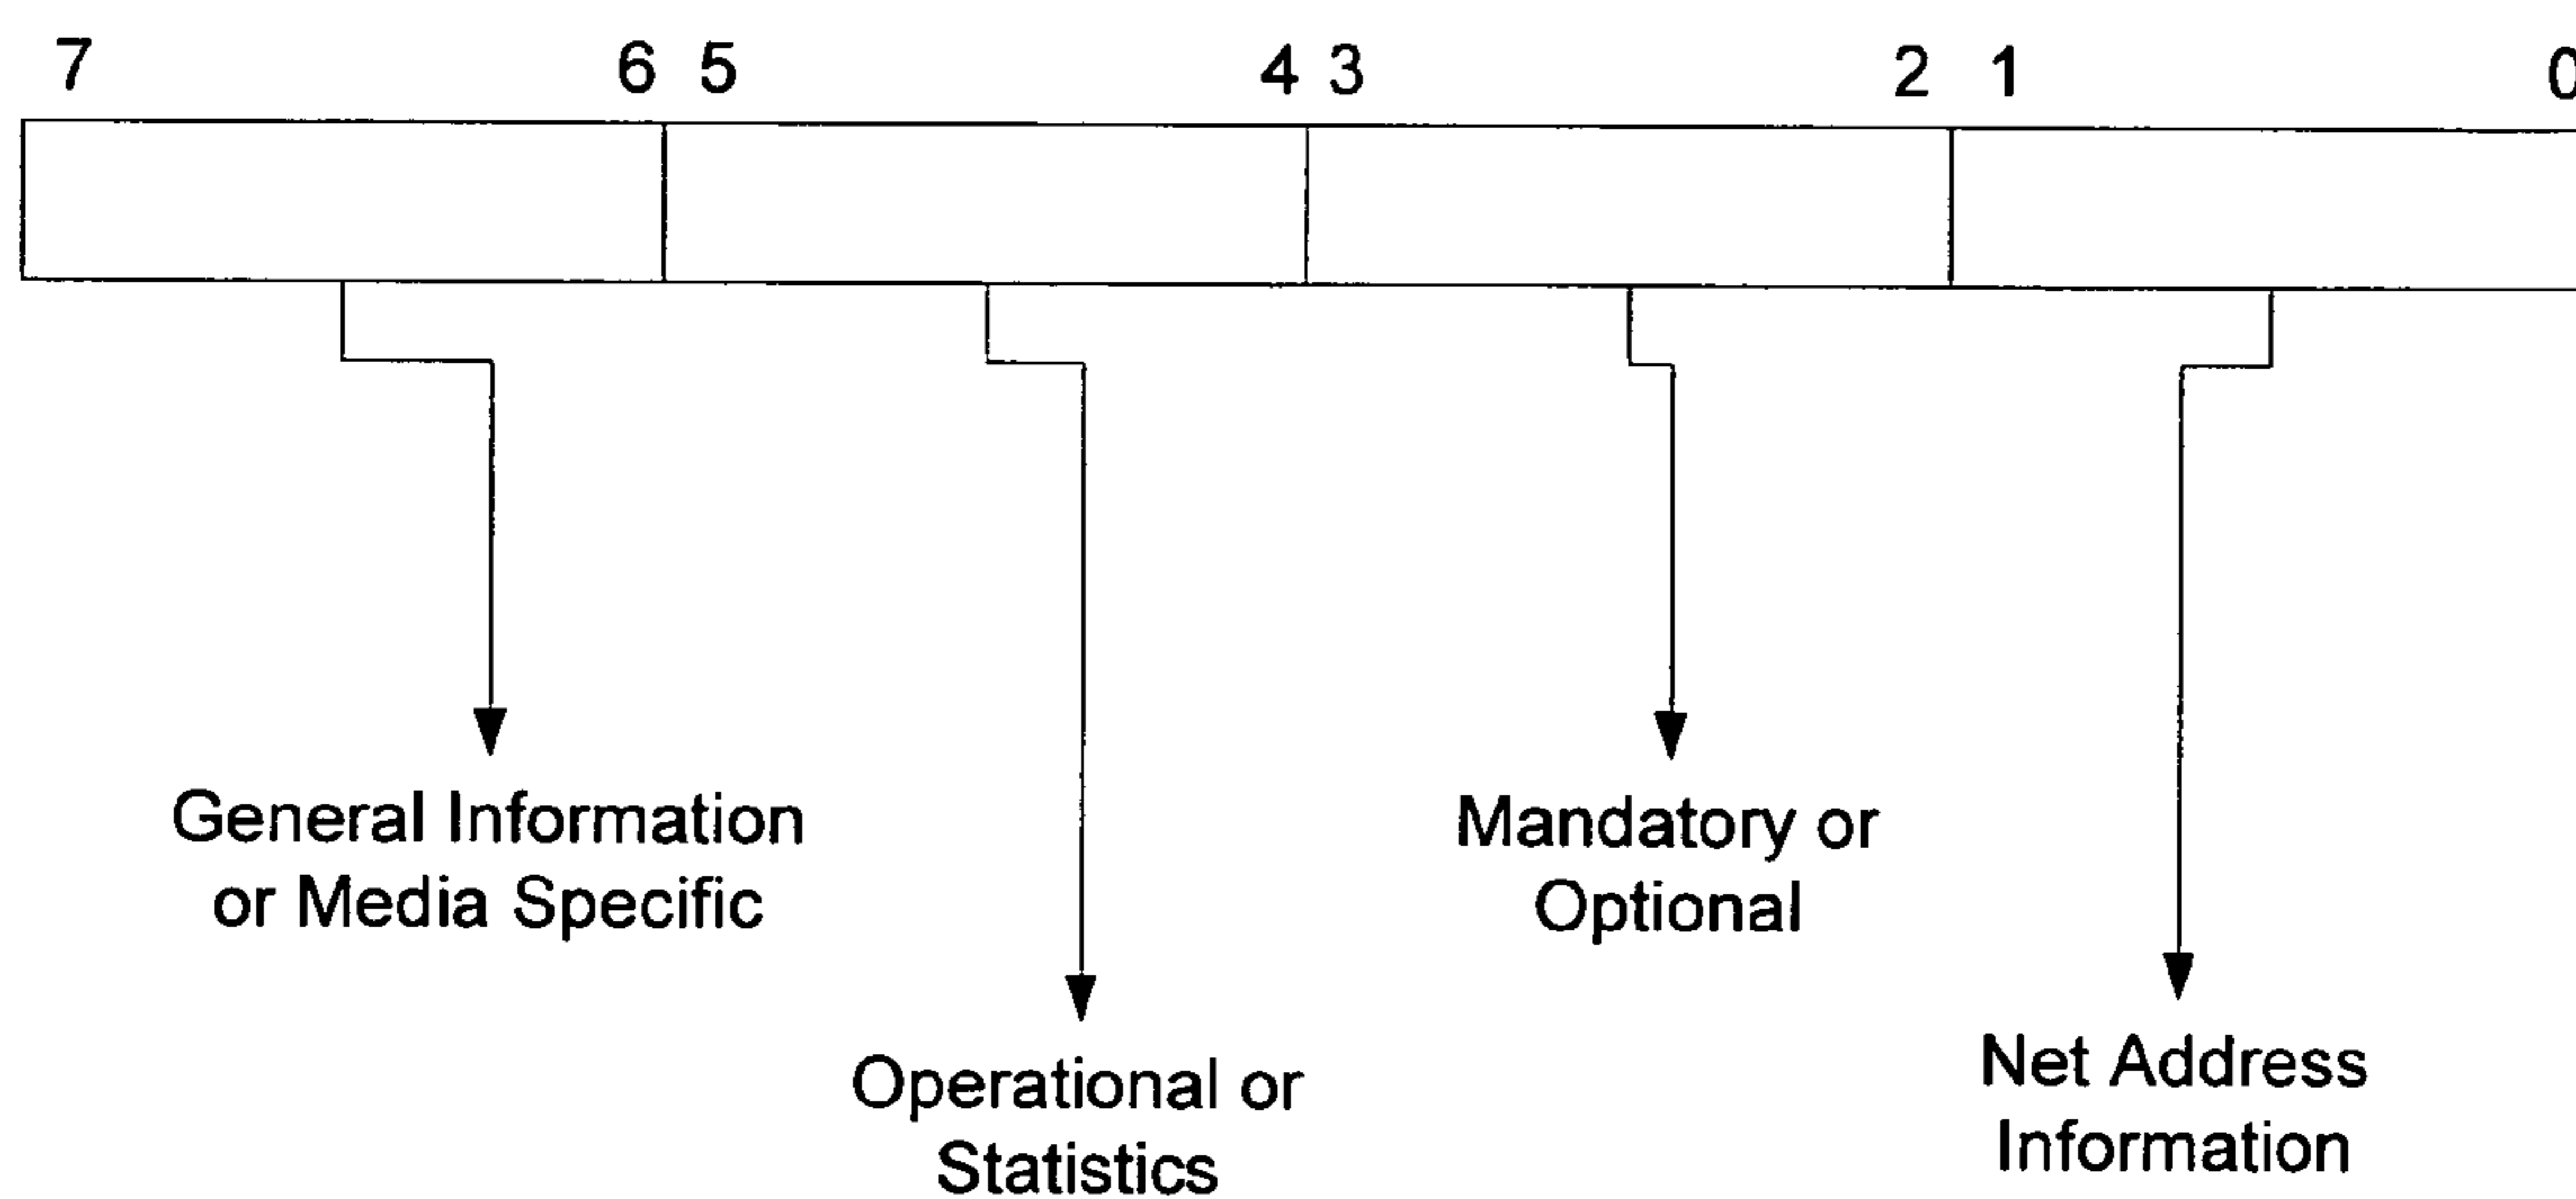 7 6 5 4 3 2 1 0
General Information
or Media Specific
Operational or
Statistics
Mandatory or
Optional
Net Address
Information